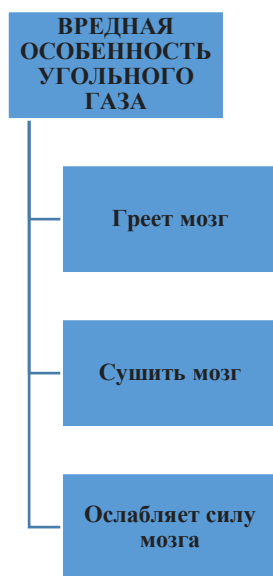 ВРЕДНАЯ
ОСОБЕННОСТЬ
УГОЛЬНОГО
ГАЗА
Греет мозг
Сушить мозг
Ослабляет силу
мозга